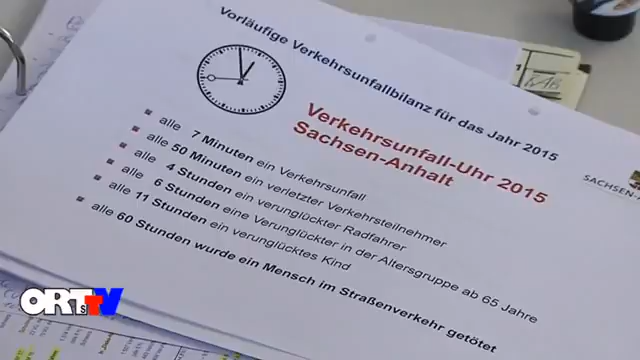 Vorläufige Verkehrsunfallbilanz für das Jahr 2015
Verkehrsunfall-Uhr 2015
Sachsen-Anhalt
SACHSEN-A
alle 7 Minuten ein Verkehrsunfall
alle 50 Minuten ein verletzter Verkehrsteilnehmer
alle 4 Stunden ein verunglückter Radfahrer
alle 6 Stunden eine Verunglückter in der Altersgruppe ab 65 Jahre
alle 11 Stunden ein verunglücktes Kind
alle 60 Stunden wurde ein Mensch im Straßenverkehr getötet